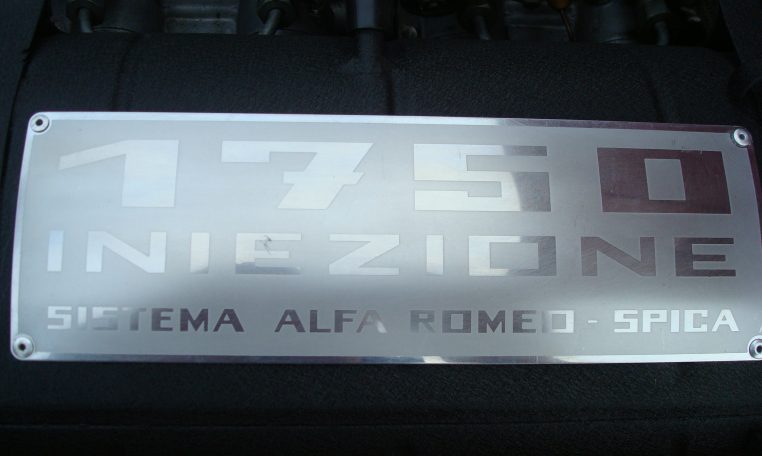 1750
INIEZIONE
SISTEMA ALFA ROMEO - SPICA